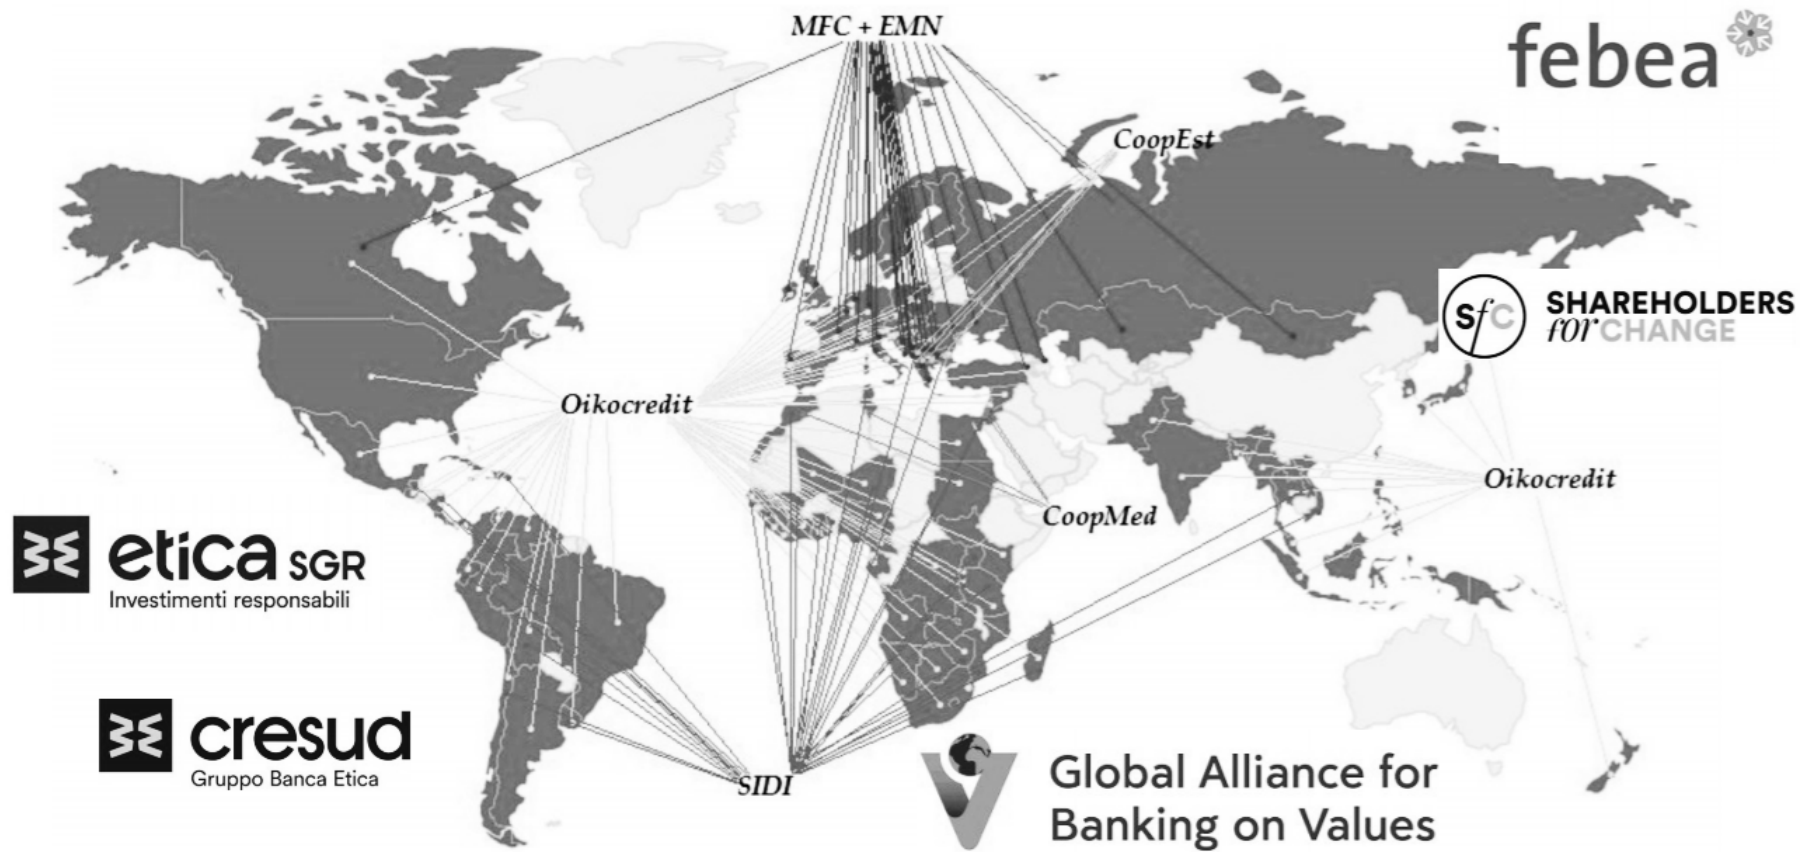 MFC + EMN
febea
CoopEst
SfC
SHAREHOLDERS
for CHANGE
Oikocredit
Oikocredit
CoopMed
etica SGR
Investimenti responsabili
cresud
Gruppo Banca Etica
SIDI
Global Alliance for
Banking on Values